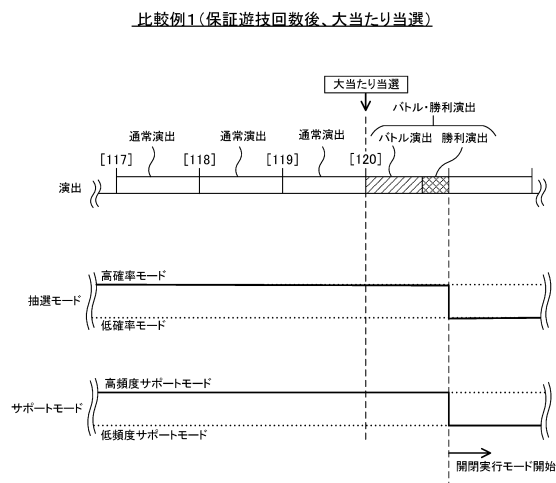 比較例1(保証遊技回数後、大当たり当選)
大当たり当選
バトル・勝利演出
通常演出
通常演出
通常演出
バトル演出
勝利演出
[117]
[118]
[119]
[120]
演出
高確率モード
抽選モード
低確率モード
高頻度サポートモード
サポートモード
低頻度サポートモード
開閉実行モード開始